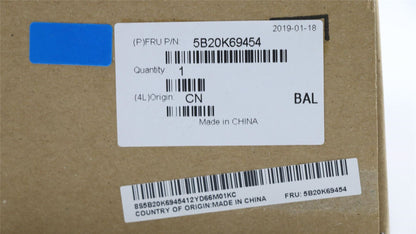 2019-01-18
(P)FRU P/N: 5B20K69454
Quantity 1
(4L)Origin: CN
BAL
Made in CHINA
8S5B20K6945412YD66M01KC
COUNTRY OF ORIGIN:MADE IN CHINA
FRU: 5B20K69454